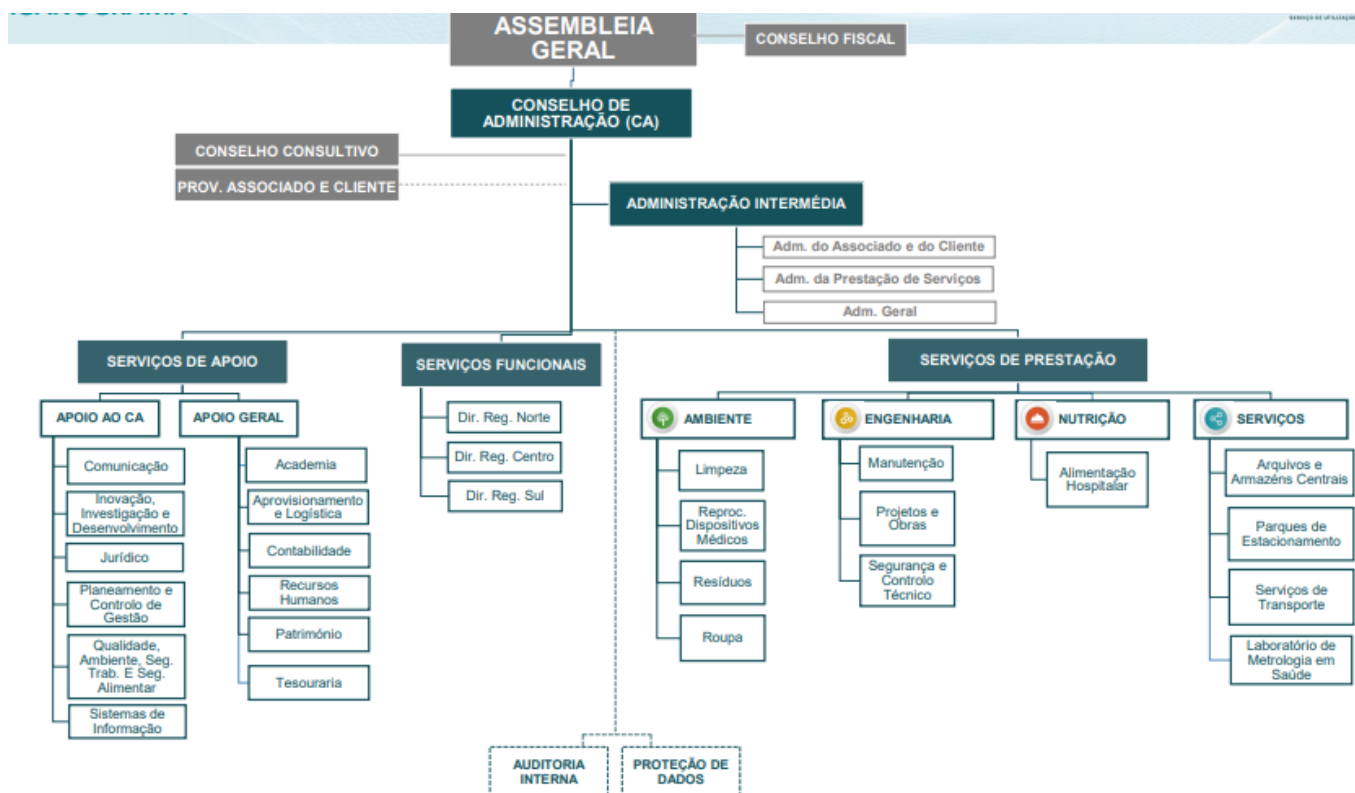 ASSEMBLEIA
GERAL
CONSELHO FISCAL
CONSELHO DE
ADMINISTRAÇÃO (CA)
CONSELHO CONSULTIVO
PROV. ASSOCIADO E CLIENTE
ADMINISTRAÇÃO INTERMÉDIA
Adm. do Associado e do Cliente
Adm. da Prestação de Serviços
Adm. Geral
SERVIÇOS DE APOIO
APOIO AO CA
Comunicação
Inovação,
Investigação e
Desenvolvimento
Jurídico
Planeamento e
Controlo de
Gestão
Qualidade,
Ambiente, Seg.
Trab. E Seg.
Alimentar
Sistemas de
Informação
APOIO GERAL
Academia
Aprovisionamento
e Logística
Contabilidade
Recursos
Humanos
Património
Tesouraria
SERVIÇOS FUNCIONAIS
Dir. Reg. Norte
Dir. Reg. Centro
Dir. Reg. Sul
SERVIÇOS DE PRESTAÇÃO
AMBIENTE
Limpeza
Reproc.
Dispositivos
Médicos
Resíduos
Roupa
ENGENHARIA
Manutenção
Projetos e
Obras
Segurança e
Controlo
Técnico
NUTRIÇÃO
Alimentação
Hospitalar
SERVIÇOS
Arquivos e
Armazéns Centrais
Parques de
Estacionamento
Serviços de
Transporte
Laboratório de
Metrologia em
Saúde
AUDITORIA
INTERNA
PROTEÇÃO DE
DADOS